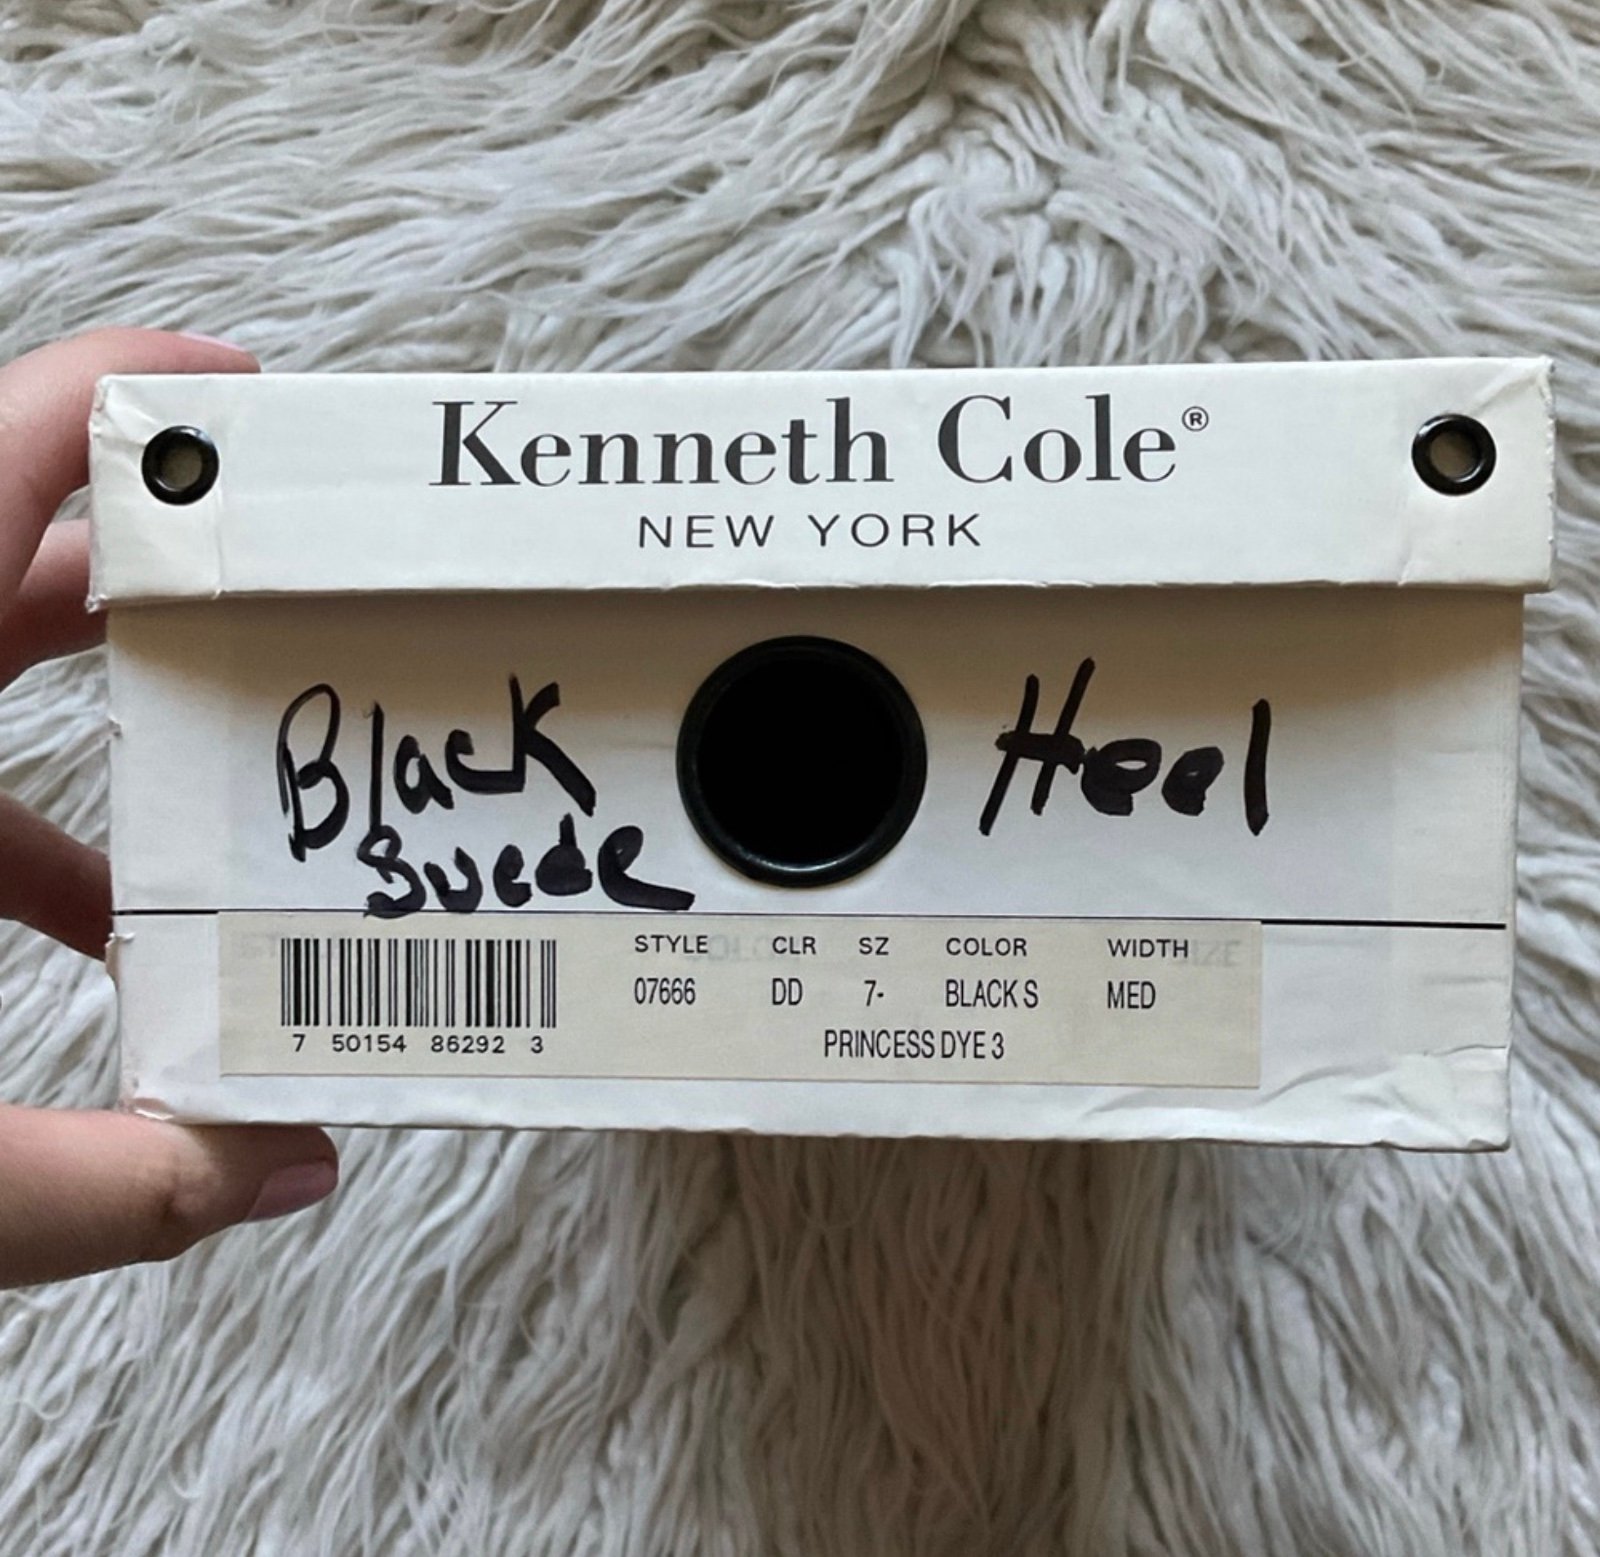 Kenneth Cole®
NEW YORK
Black Heel
Suede
STYLE CLR SZ COLOR WIDTH
07666 DD 7- BLACK S MED
7 50154 86292 3 PRINCESS DYE 3